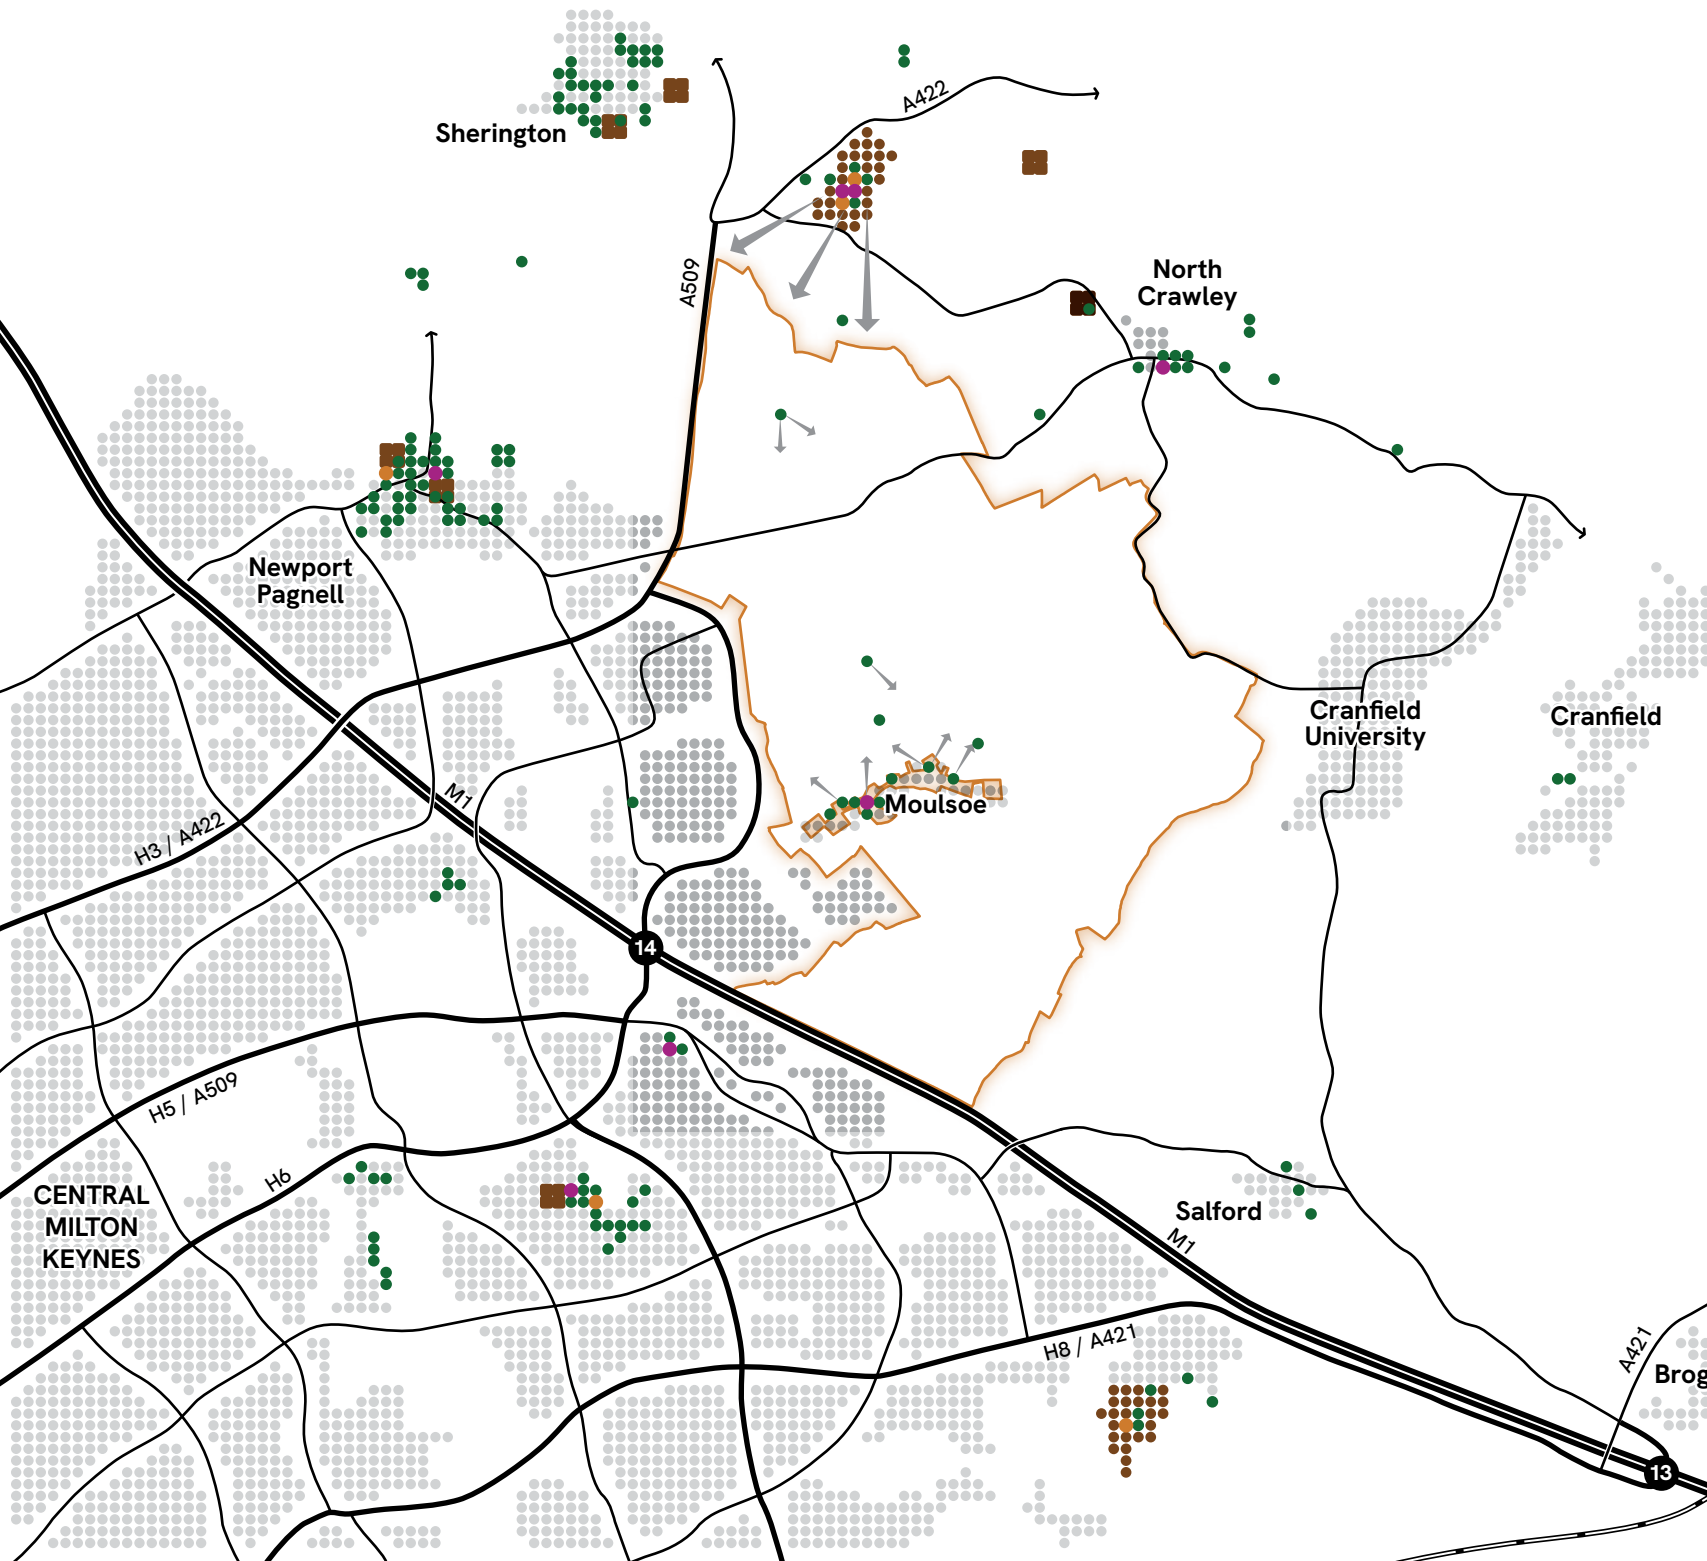 A422
Sherington
North
Crawley
A509
Newport
Pagnell
Cranfield
University
Cranfield
M1
Moulsoe
H3 / A422
14
H5 / A509
H6
CENTRAL
MILTON
KEYNES
Salford
M1
H8 / A421
A421
Brog
13